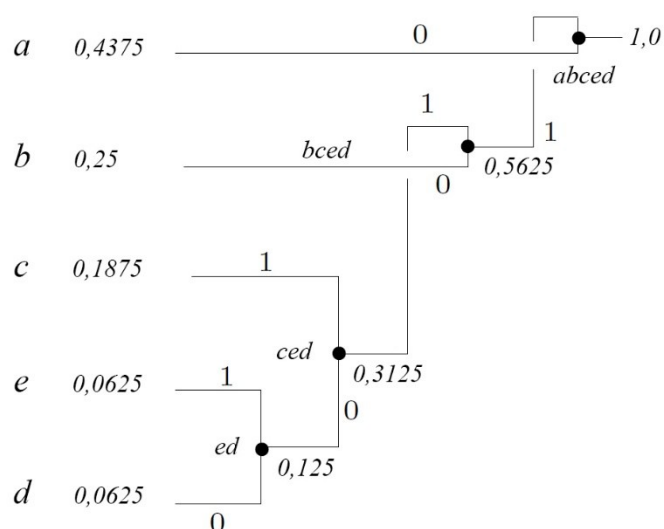 0
a 0,4375 1,0
abced
1
b 0,25 bced 1
0 0,5625
c 0,1875 1
ced 0,3125
e 0,0625 1
0
ed 0,125
d 0,0625
0